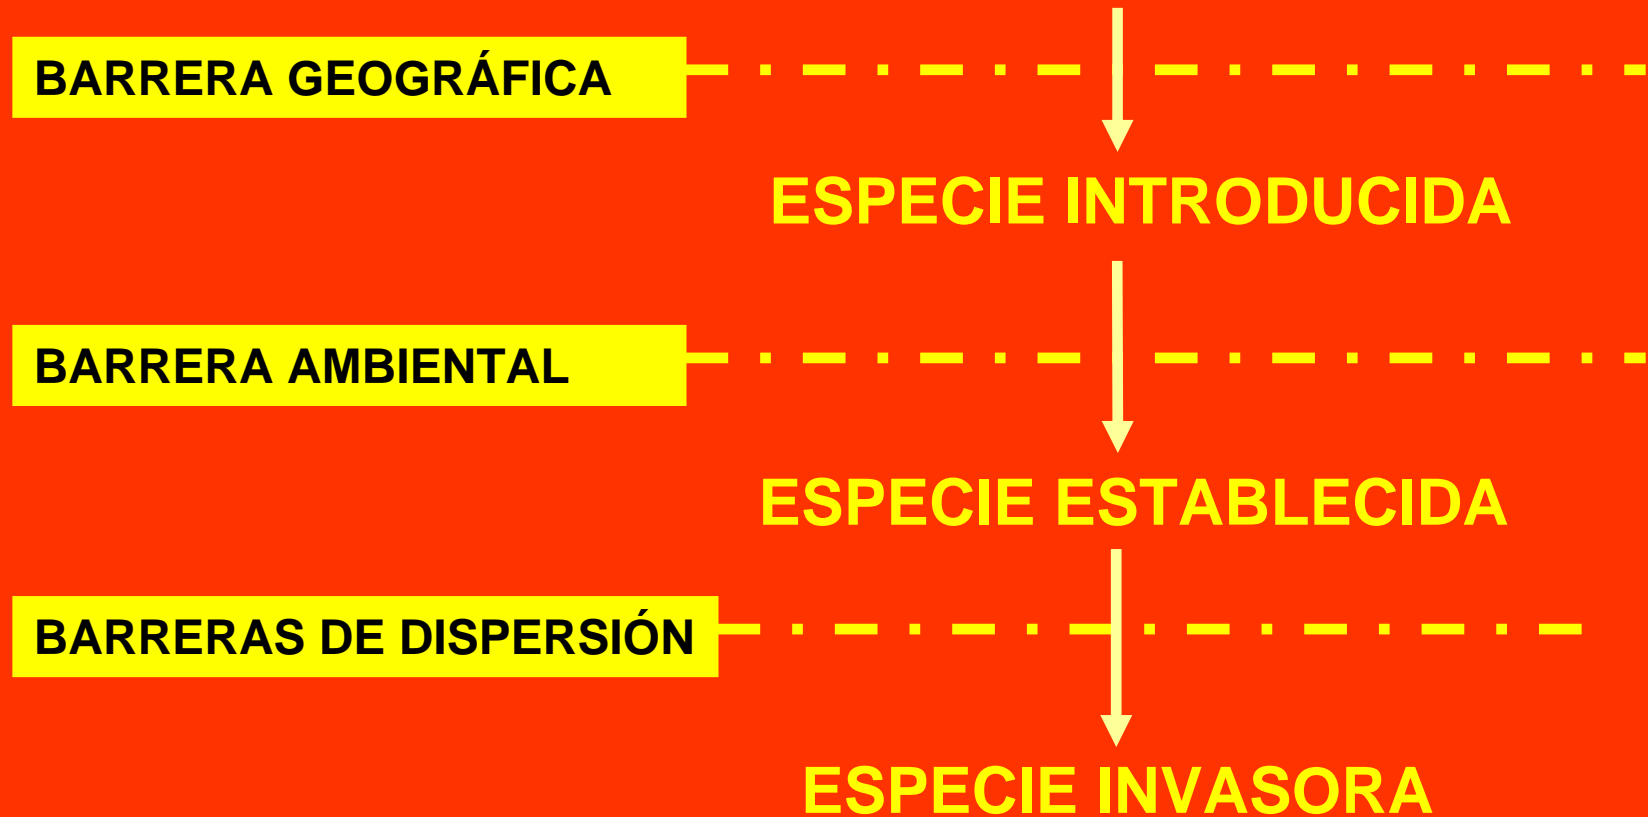 BARRERA GEOGRÁFICA
ESPECIE INTRODUCIDA
BARRERA AMBIENTAL
ESPECIE ESTABLECIDA
BARRERAS DE DISPERSIÓN
ESPECIE INVASORA